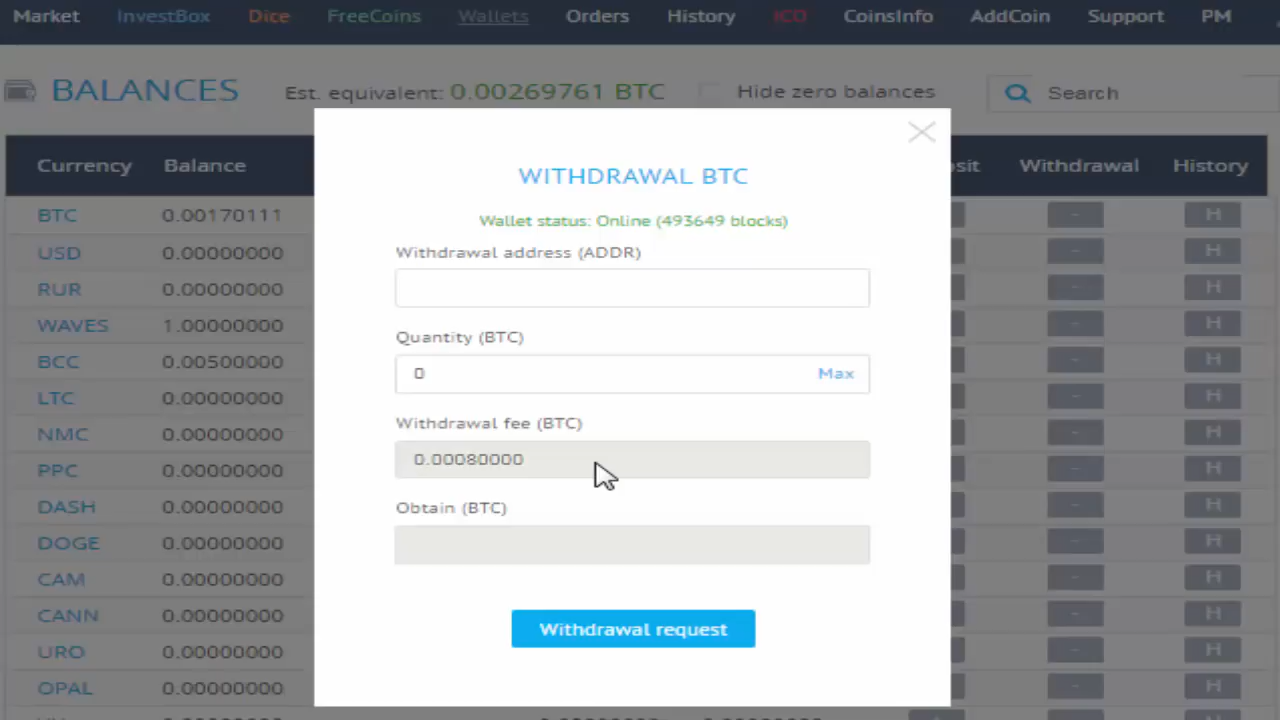 Market InvestBox Dice FreeCoins Wallets Orders History ICO CoinsInfo AddCoin Support PM
BALANCES Est. equivalent: 0.00269761 BTC Hide zero balances Search
Currency Balance sit Withdrawal History
WITHDRAWAL BTC
Wallet status: Online (493649 blocks)
Withdrawal address (ADDR)
Quantity (BTC)
0 Max
Withdrawal fee (BTC)
0.00080000
Obtain (BTC)
Withdrawal request
BTC 0.00170111 - H
USD 0.00000000 - H
RUR 0.00000000 - H
WAVES 1.00000000 - H
BCC 0.00500000 - H
LTC 0.00000000 - H
NMC 0.00000000 - H
PPC 0.00000000 - H
DASH 0.00000000 - H
DOGE 0.00000000 - H
CAM 0.00000000 - H
CANN 0.00000000 - H
URO 0.00000000 - H
OPAL 0.00000000 - H